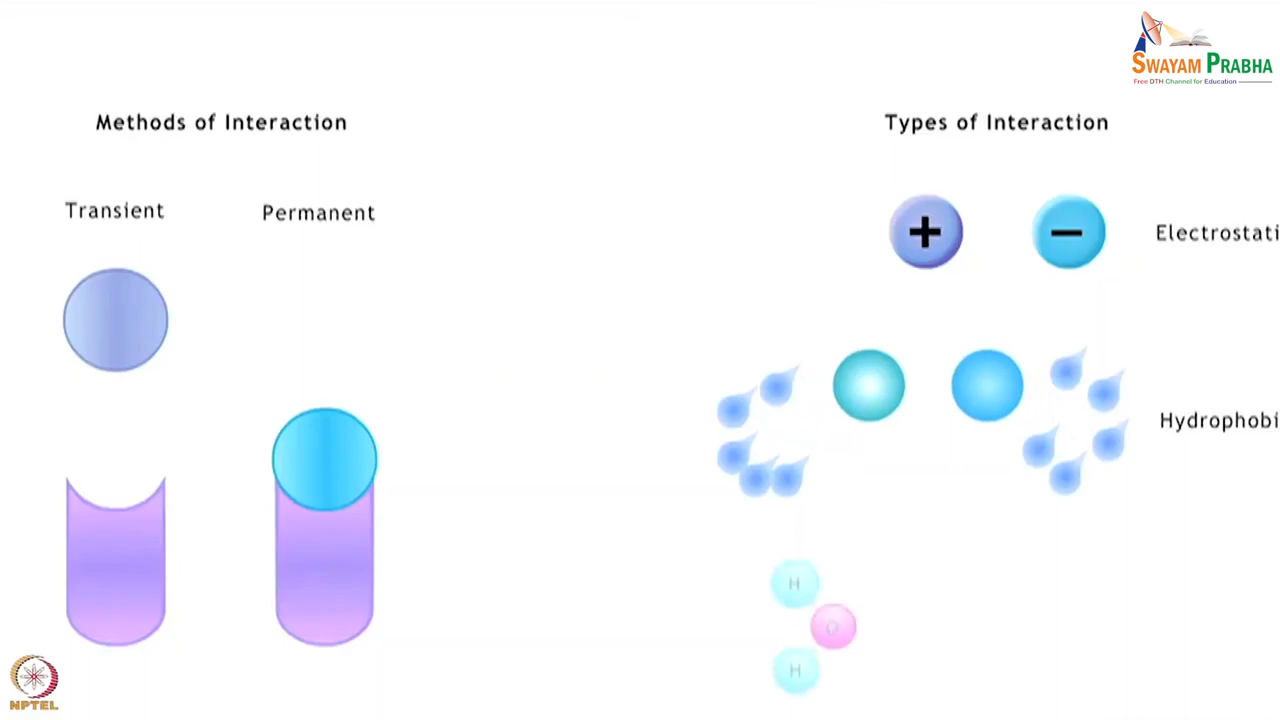 SWAYAM PRABHA
Free DTH Channel for Education
Methods of Interaction
Types of Interaction
Transient
Permanent
+
−
Electrostati
Hydrophobi
H
O
H
NPTEL